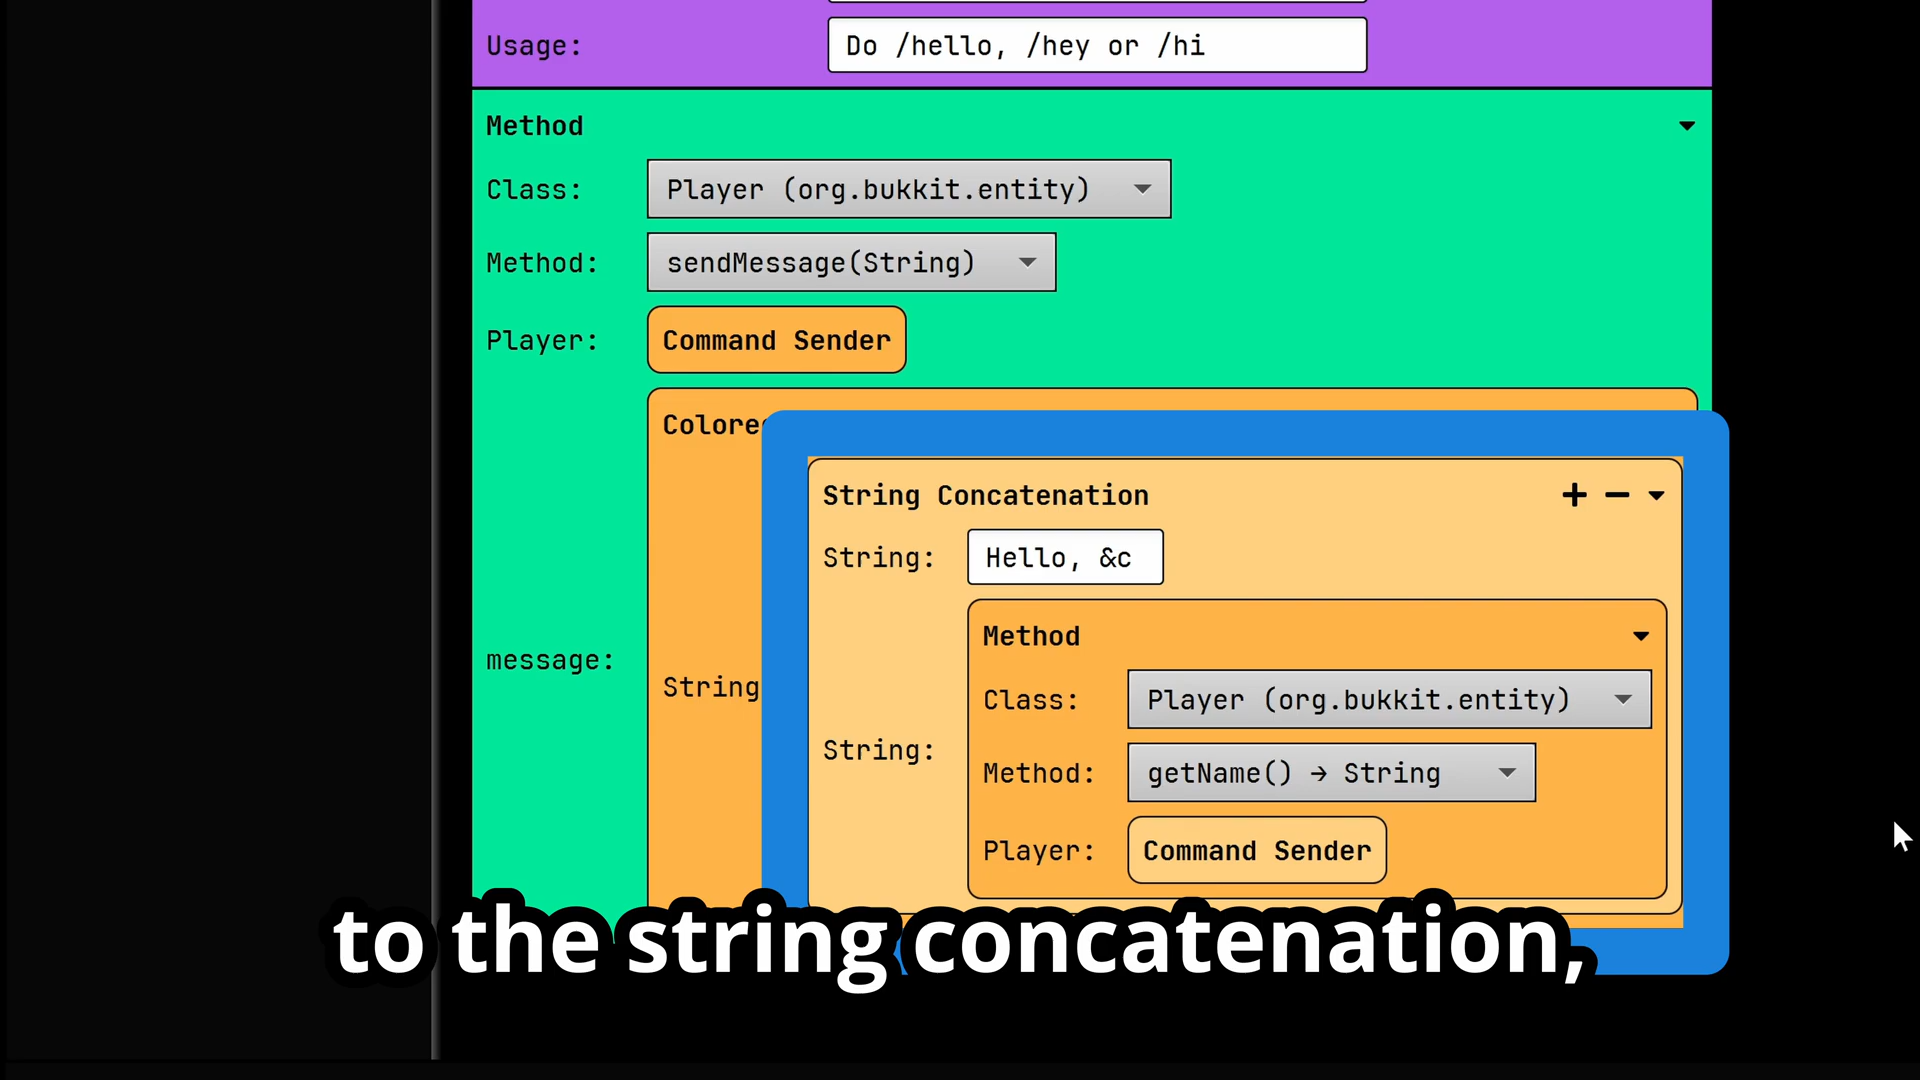 Usage: Do /hello, /hey or /hi
Method
Class: Player (org.bukkit.entity)
Method: sendMessage(String)
Player: Command Sender
message:
String Concatenation
String: Hello, &c
String
String:
Method
Class: Player (org.bukkit.entity)
Method: getName() → String
Player: Command Sender
to the string concatenation,